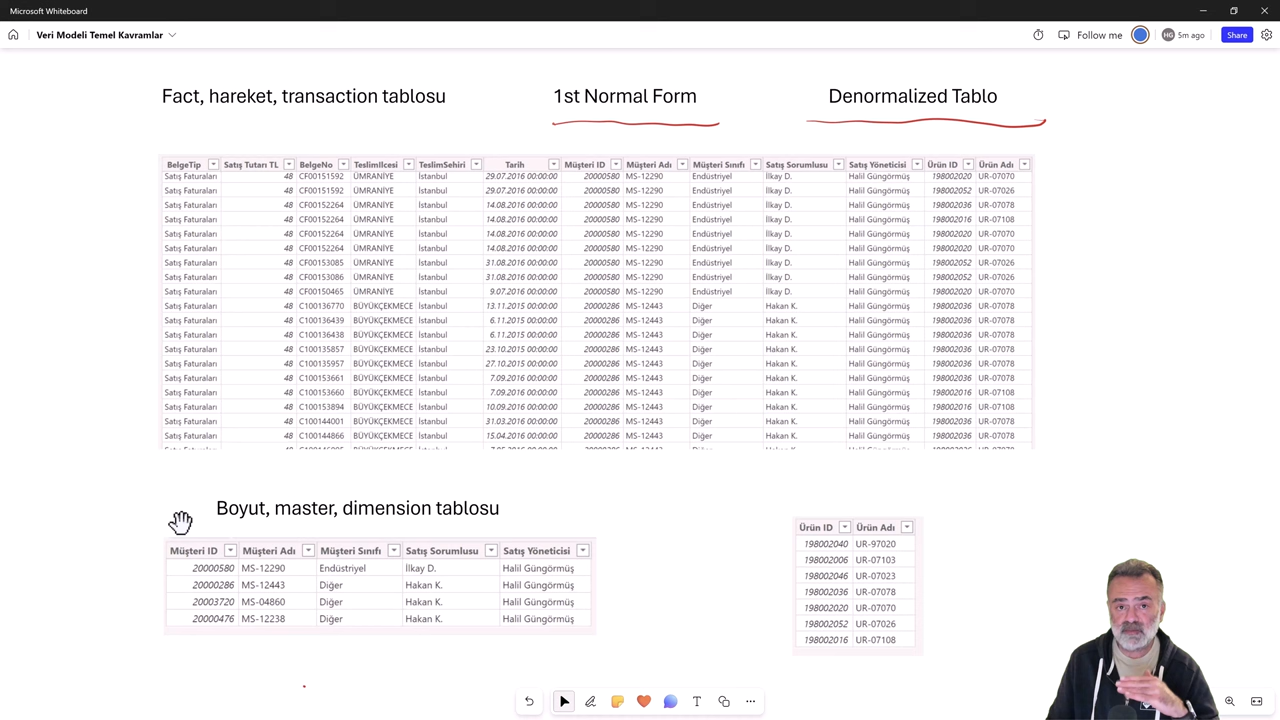 Microsoft Whiteboard
Veri Modeli Temel Kavramlar
Follow me
HG 5m ago
Share
Fact, hareket, transaction tablosu
1st Normal Form
Denormalized Tablo
BelgeTip Satış Tutarı TL BelgeNo TeslimIlcesi TeslimSehiri Tarih Müşteri ID Müşteri Adı Müşteri Sınıfı Satış Sorumlusu Satış Yöneticisi Ürün ID Ürün Adı
Satış Faturaları 48 CF00151592 ÜMRANİYE İstanbul 29.07.2016 00:00:00 20000580 MS-12290 Endüstriyel İlkay D. Halil Güngörmüş 198002020 UR-07070
Satış Faturaları 48 CF00151592 ÜMRANİYE İstanbul 29.07.2016 00:00:00 20000580 MS-12290 Endüstriyel İlkay D. Halil Güngörmüş 198002052 UR-07026
Satış Faturaları 48 CF00152264 ÜMRANİYE İstanbul 14.08.2016 00:00:00 20000580 MS-12290 Endüstriyel İlkay D. Halil Güngörmüş 198002036 UR-07078
Satış Faturaları 48 CF00152264 ÜMRANİYE İstanbul 14.08.2016 00:00:00 20000580 MS-12290 Endüstriyel İlkay D. Halil Güngörmüş 198002016 UR-07108
Satış Faturaları 48 CF00152264 ÜMRANİYE İstanbul 14.08.2016 00:00:00 20000580 MS-12290 Endüstriyel İlkay D. Halil Güngörmüş 198002020 UR-07070
Satış Faturaları 48 CF00152264 ÜMRANİYE İstanbul 14.08.2016 00:00:00 20000580 MS-12290 Endüstriyel İlkay D. Halil Güngörmüş 198002020 UR-07070
Satış Faturaları 48 CF00153085 ÜMRANİYE İstanbul 31.08.2016 00:00:00 20000580 MS-12290 Endüstriyel İlkay D. Halil Güngörmüş 198002052 UR-07026
Satış Faturaları 48 CF00153086 ÜMRANİYE İstanbul 31.08.2016 00:00:00 20000580 MS-12290 Endüstriyel İlkay D. Halil Güngörmüş 198002052 UR-07026
Satış Faturaları 48 CF00150465 ÜMRANİYE İstanbul 9.07.2016 00:00:00 20000580 MS-12290 Endüstriyel İlkay D. Halil Güngörmüş 198002020 UR-07070
Satış Faturaları 48 C100136770 BÜYÜKÇEKMECE İstanbul 13.11.2015 00:00:00 20000286 MS-12443 Diğer Hakan K. Halil Güngörmüş 198002036 UR-07078
Satış Faturaları 48 C100136439 BÜYÜKÇEKMECE İstanbul 6.11.2015 00:00:00 20000286 MS-12443 Diğer Hakan K. Halil Güngörmüş 198002036 UR-07078
Satış Faturaları 48 C100136438 BÜYÜKÇEKMECE İstanbul 6.11.2015 00:00:00 20000286 MS-12443 Diğer Hakan K. Halil Güngörmüş 198002036 UR-07078
Satış Faturaları 48 C100135857 BÜYÜKÇEKMECE İstanbul 23.10.2015 00:00:00 20000286 MS-12443 Diğer Hakan K. Halil Güngörmüş 198002036 UR-07078
Satış Faturaları 48 C100135957 BÜYÜKÇEKMECE İstanbul 27.10.2015 00:00:00 20000286 MS-12443 Diğer Hakan K. Halil Güngörmüş 198002036 UR-07078
Satış Faturaları 48 C100153661 BÜYÜKÇEKMECE İstanbul 7.09.2016 00:00:00 20000286 MS-12443 Diğer Hakan K. Halil Güngörmüş 198002036 UR-07078
Satış Faturaları 48 C100153660 BÜYÜKÇEKMECE İstanbul 7.09.2016 00:00:00 20000286 MS-12443 Diğer Hakan K. Halil Güngörmüş 198002016 UR-07108
Satış Faturaları 48 C100153894 BÜYÜKÇEKMECE İstanbul 10.09.2016 00:00:00 20000286 MS-12443 Diğer Hakan K. Halil Güngörmüş 198002016 UR-07108
Satış Faturaları 48 C100144001 BÜYÜKÇEKMECE İstanbul 31.03.2016 00:00:00 20000286 MS-12443 Diğer Hakan K. Halil Güngörmüş 198002036 UR-07078
Satış Faturaları 48 C100144866 BÜYÜKÇEKMECE İstanbul 15.04.2016 00:00:00 20000286 MS-12443 Diğer Hakan K. Halil Güngörmüş 198002036 UR-07078
Boyut, master, dimension tablosu
Müşteri ID Müşteri Adı Müşteri Sınıfı Satış Sorumlusu Satış Yöneticisi
20000580 MS-12290 Endüstriyel İlkay D. Halil Güngörmüş
20000286 MS-12443 Diğer Hakan K. Halil Güngörmüş
20003720 MS-04860 Diğer Hakan K. Halil Güngörmüş
20000476 MS-12238 Diğer Hakan K. Halil Güngörmüş
Ürün ID Ürün Adı
198002040 UR-97020
198002006 UR-07103
198002046 UR-07023
198002036 UR-07078
198002020 UR-07070
198002052 UR-07026
198002016 UR-07108